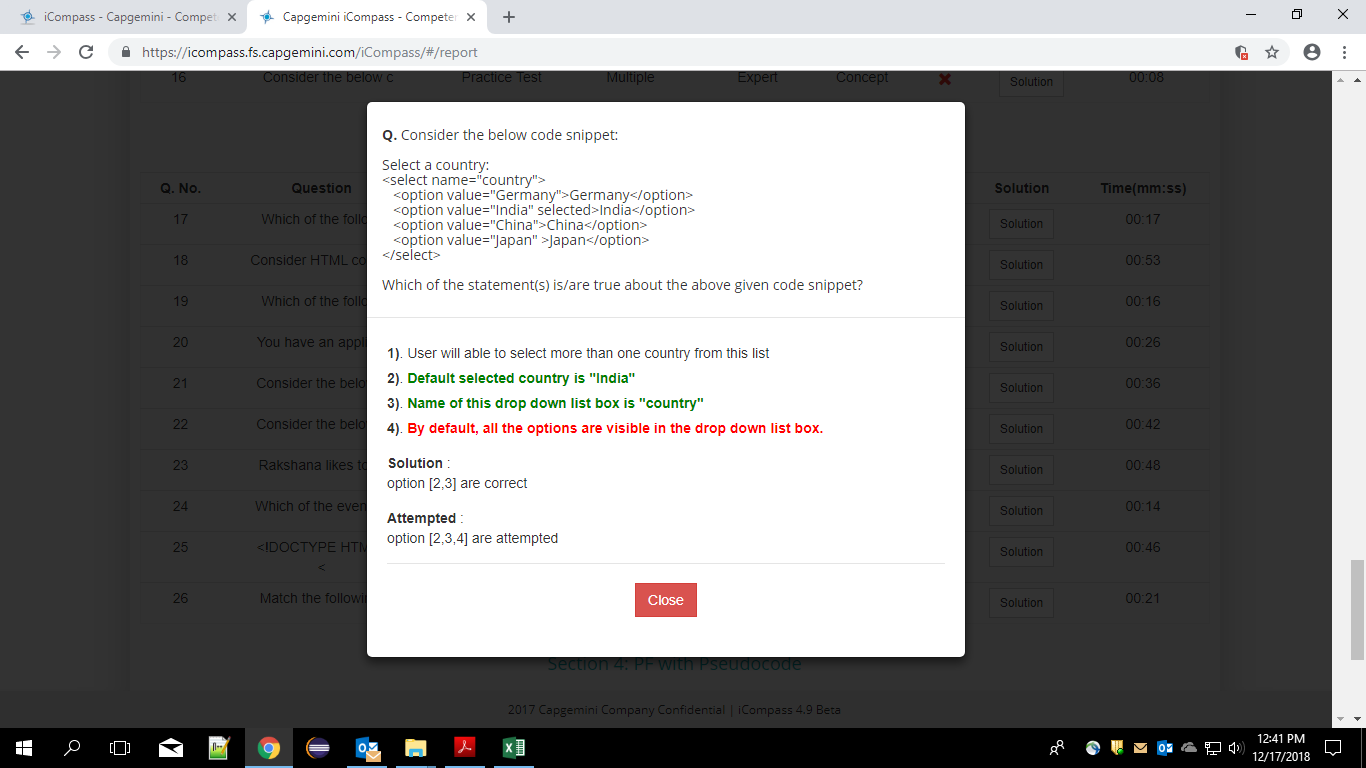 iCompass - Capgemini - Compete
Capgemini iCompass - Competen
https://icompass.fs.capgemini.com/iCompass/#/report
16 Consider the below c Practice Test Multiple Expert Concept Solution 00:08
Q. No. Question Solution Time(mm:ss)
17 Which of the follo Solution 00:17
18 Consider HTML co Solution 00:53
19 Which of the follo Solution 00:16
20 You have an appl Solution 00:26
21 Consider the belo Solution 00:36
22 Consider the belo Solution 00:42
23 Rakshana likes to Solution 00:48
24 Which of the even Solution 00:14
25 <!DOCTYPE HTM Solution 00:46
<
26 Match the followi Solution 00:21
Q. Consider the below code snippet:
Select a country:
<select name="country">
<option value="Germany">Germany</option>
<option value="India" selected>India</option>
<option value="China">China</option>
<option value="Japan" >Japan</option>
</select>
Which of the statement(s) is/are true about the above given code snippet?
1). User will able to select more than one country from this list
2). Default selected country is "India"
3). Name of this drop down list box is "country"
4). By default, all the options are visible in the drop down list box.
Solution :
option [2,3] are correct
Attempted :
option [2,3,4] are attempted
Close
Section 4: PF with Pseudocode
2017 Capgemini Company Confidential | iCompass 4.9 Beta
12:41 PM
12/17/2018